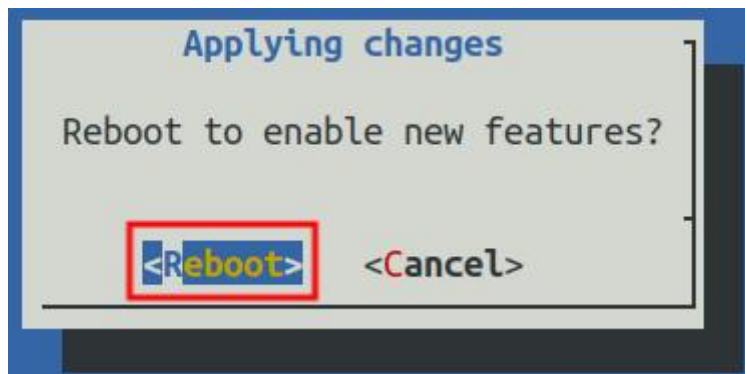 Applying changes
Reboot to enable new features?
<Reboot> <Cancel>